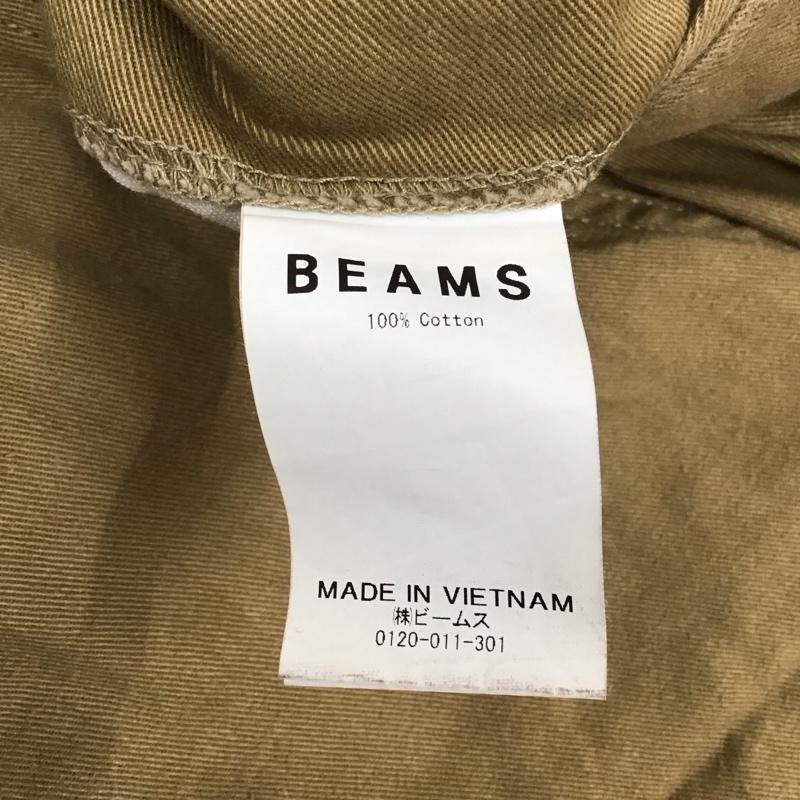 BEAMS
100% Cotton
MADE IN VIETNAM
㈱ビームス
0120-011-301